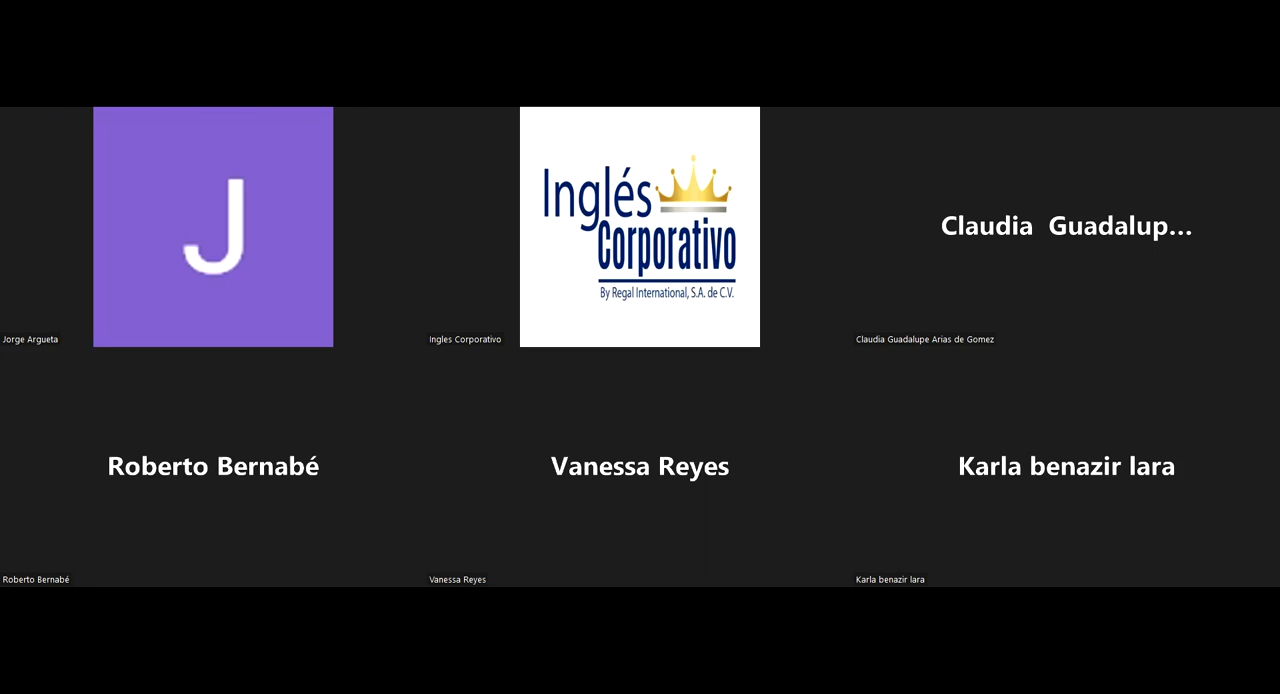 J
Inglés
Corporativo
By Regal International, S.A. de C.V.
Claudia  Guadalup...
Jorge Argueta
Ingles Corporativo
Claudia Guadalupe Arias de Gomez
Roberto Bernabé
Vanessa Reyes
Karla benazir lara
Roberto Bernabé
Vanessa Reyes
Karla benazir lara